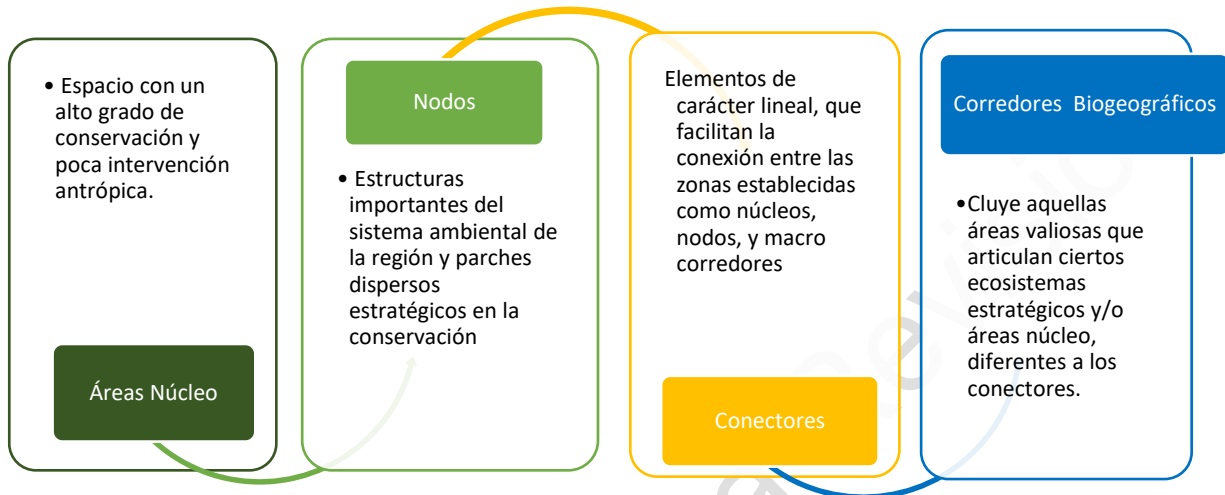 • Espacio con un
alto grado de
conservación y
poca intervención
antrópica.
Áreas Núcleo
Nodos
• Estructuras
importantes del
sistema ambiental de
la región y parches
dispersos
estratégicos en la
conservación
Elementos de
carácter lineal, que
facilitan la
conexión entre las
zonas establecidas
como núcleos,
nodos, y macro
corredores
Conectores
Corredores Biogeográficos
•Cluye aquellas
áreas valiosas que
articulan ciertos
ecosistemas
estratégicos y/o
áreas núcleo,
diferentes a los
conectores.